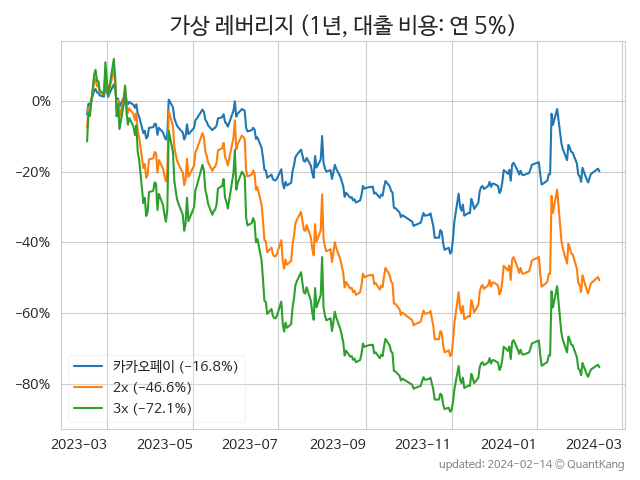 가상 레버리지 (1년, 대출 비용: 연 5%)
0%
−20%
−40%
−60%
−80%
카카오페이 (−16.8%)
2x (−46.6%)
3x (−72.1%)
2023-03 2023-05 2023-07 2023-09 2023-11 2024-01 2024-03
updated: 2024-02-14 © QuantKang